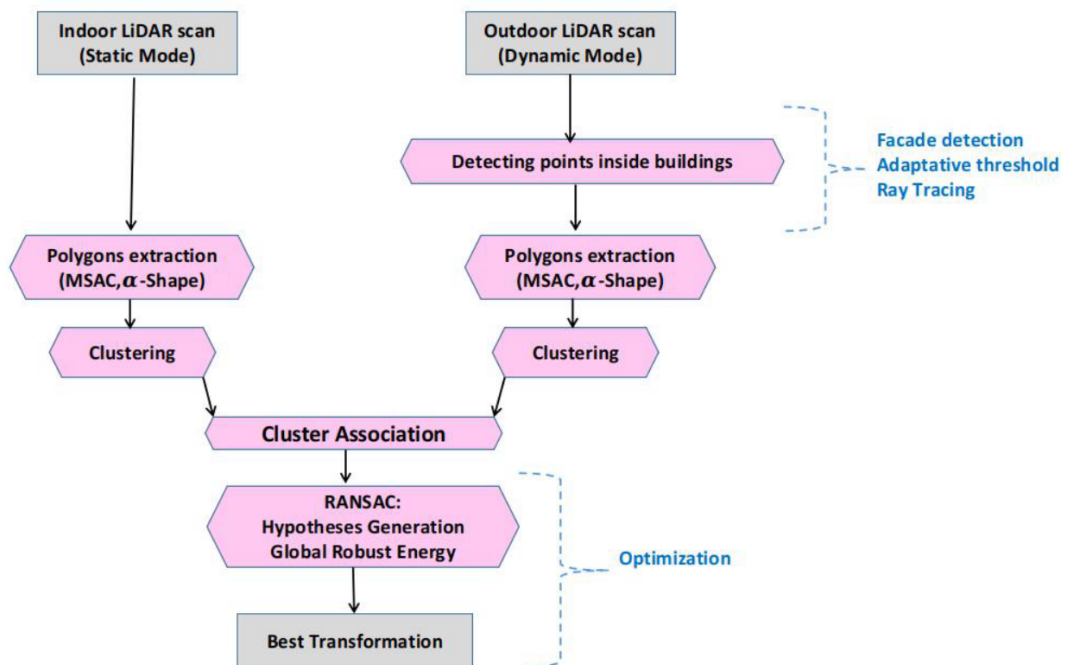 Indoor LiDAR scan
(Static Mode)
Outdoor LiDAR scan
(Dynamic Mode)
Detecting points inside buildings
Facade detection
Adaptative threshold
Ray Tracing
Polygons extraction
(MSAC,α-Shape)
Polygons extraction
(MSAC,α-Shape)
Clustering
Clustering
Cluster Association
RANSAC:
Hypotheses Generation
Global Robust Energy
Optimization
Best Transformation